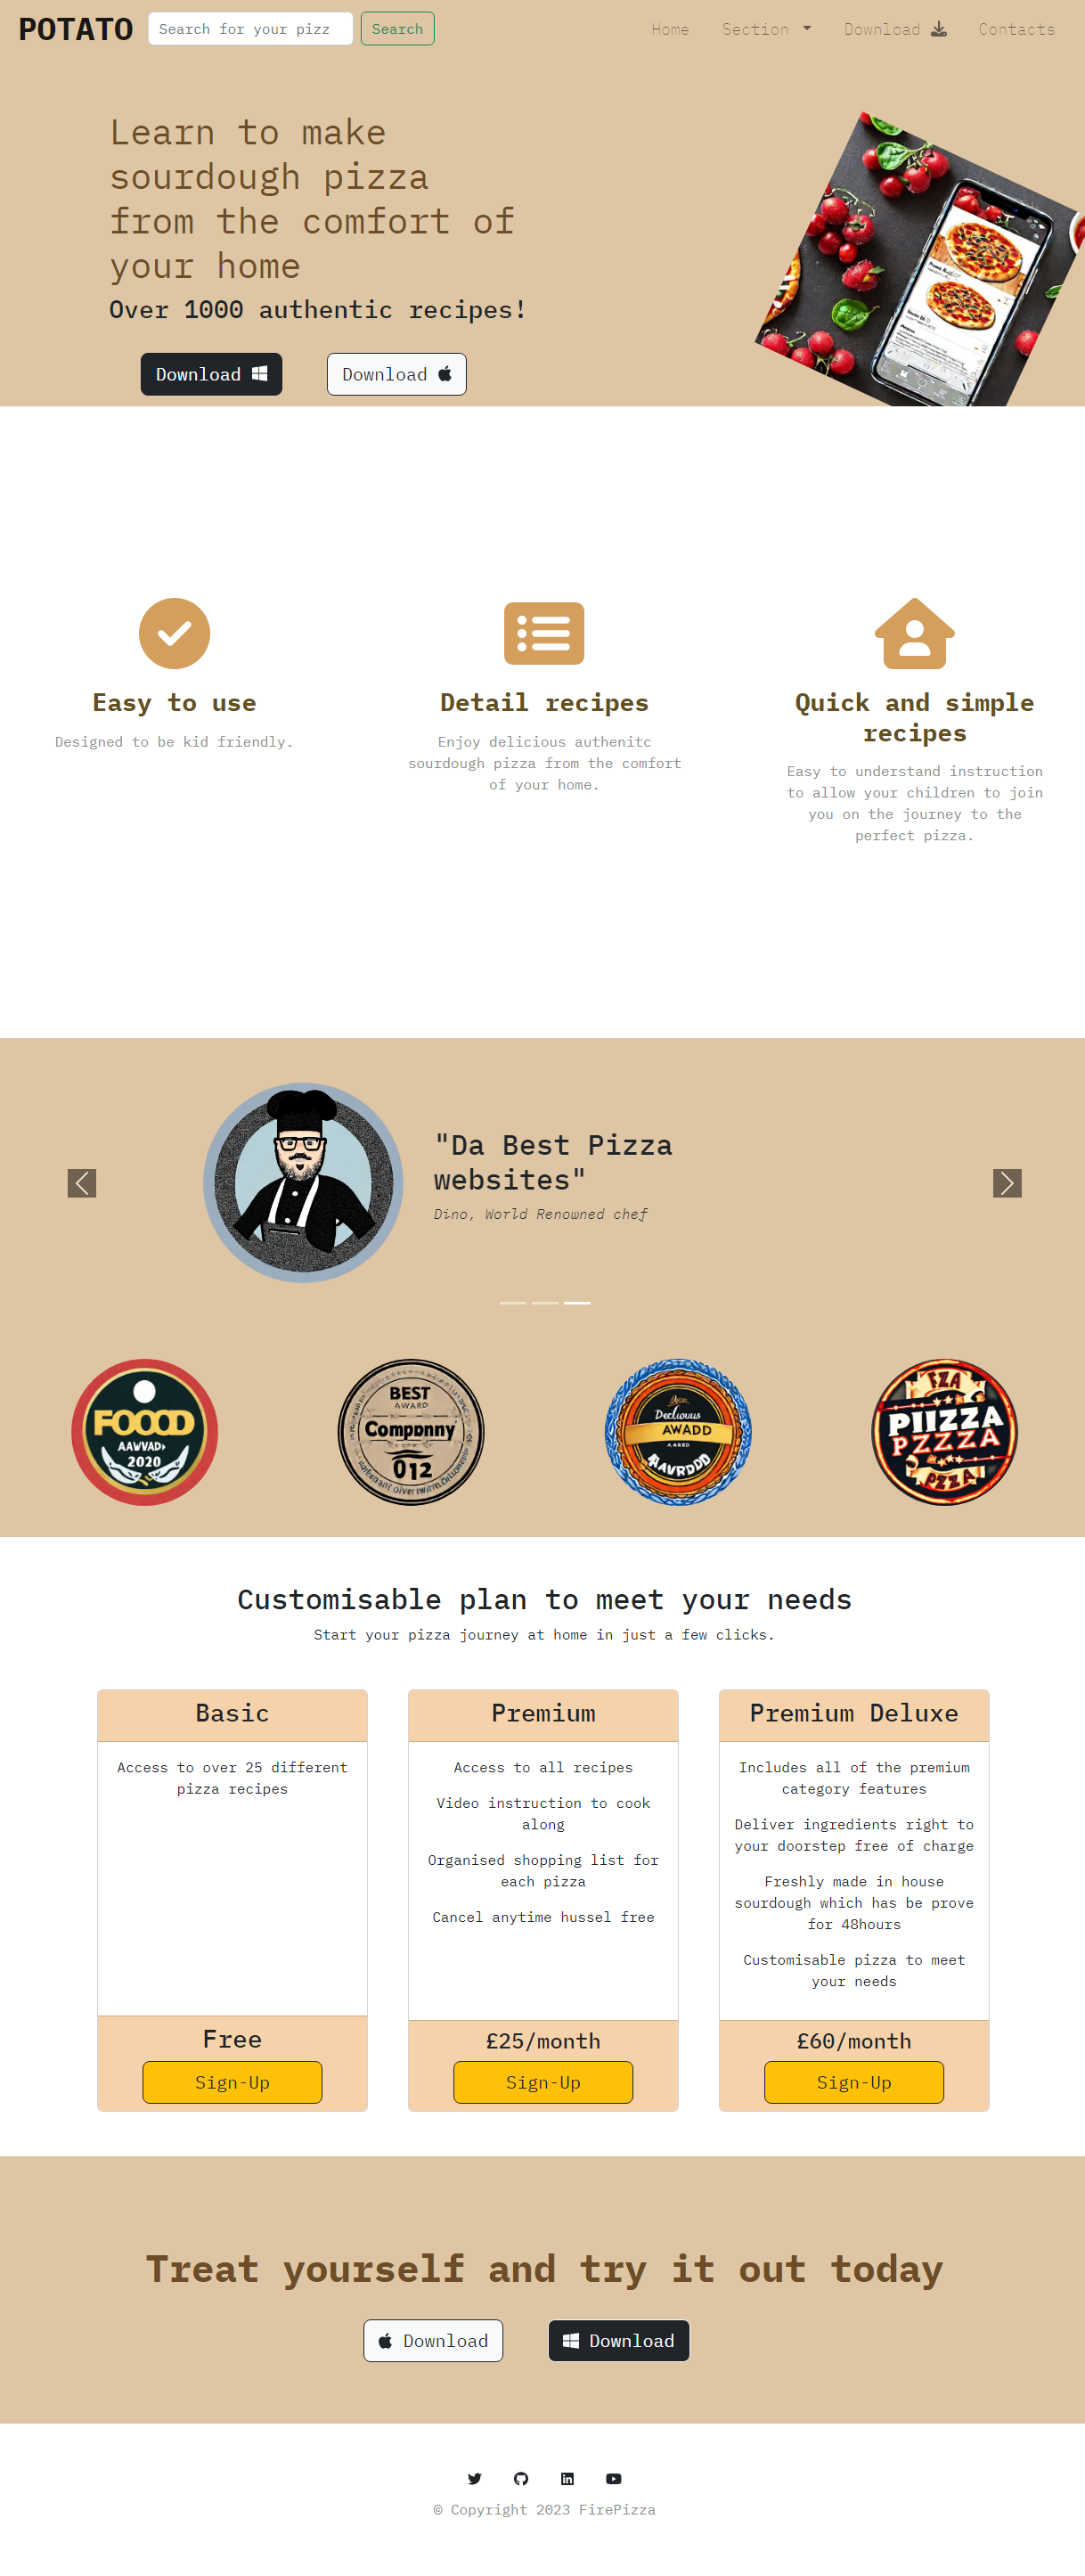 POTATO
Search for your pizz
Search
Home
Section
Download
Contacts
Learn to make
sourdough pizza
from the comfort of
your home
Over 1000 authentic recipes!
Download
Download
Easy to use
Designed to be kid friendly.
Detail recipes
Enjoy delicious authenitc
sourdough pizza from the comfort
of your home.
Quick and simple
recipes
Easy to understand instruction
to allow your children to join
you on the journey to the
perfect pizza.
"Da Best Pizza
websites"
Dino, World Renowned chef
FOOOD
2020
BEST
AWARD
012
AWADD
PIIZZA
PZZZA
PZZA
Customisable plan to meet your needs
Start your pizza journey at home in just a few clicks.
Basic
Access to over 25 different
pizza recipes
Free
Sign-Up
Premium
Access to all recipes
Video instruction to cook
along
Organised shopping list for
each pizza
Cancel anytime hussel free
£25/month
Sign-Up
Premium Deluxe
Includes all of the premium
category features
Deliver ingredients right to
your doorstep free of charge
Freshly made in house
sourdough which has be prove
for 48hours
Customisable pizza to meet
your needs
£60/month
Sign-Up
Treat yourself and try it out today
Download
Download
© Copyright 2023 FirePizza